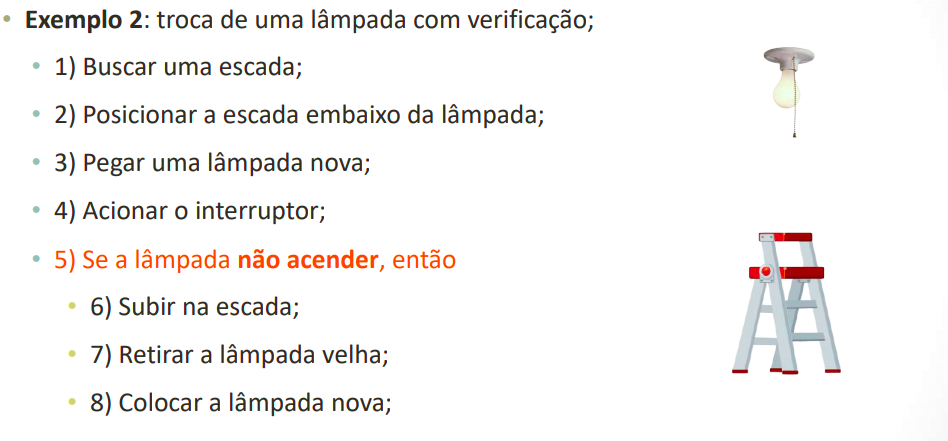 • Exemplo 2: troca de uma lâmpada com verificação;
• 1) Buscar uma escada;
• 2) Posicionar a escada embaixo da lâmpada;
• 3) Pegar uma lâmpada nova;
• 4) Acionar o interruptor;
• 5) Se a lâmpada não acender, então
• 6) Subir na escada;
• 7) Retirar a lâmpada velha;
• 8) Colocar a lâmpada nova;